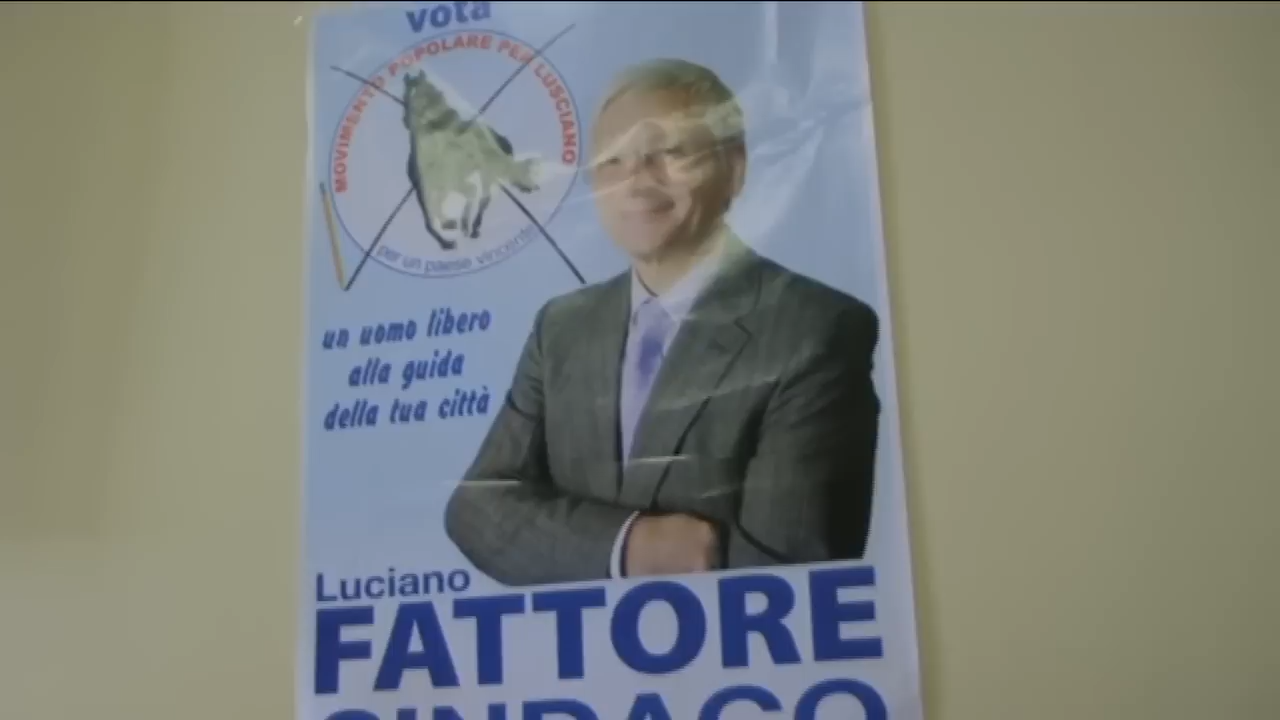 vota
MOVIMENTO POPOLARE PER LUSCIANO
per un paese vincente
un uomo libero
alla guida
della tua città
Luciano
FATTORE
SINDACO